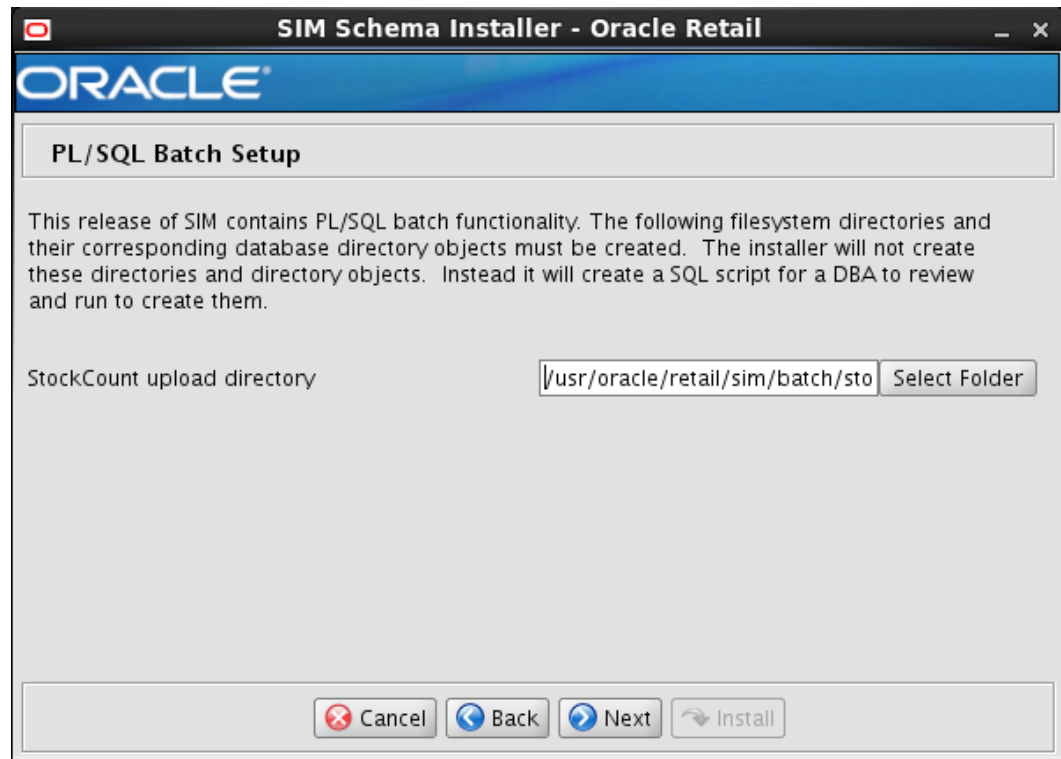 SIM Schema Installer - Oracle Retail
ORACLE
PL/SQL Batch Setup
This release of SIM contains PL/SQL batch functionality. The following filesystem directories and
their corresponding database directory objects must be created. The installer will not create
these directories and directory objects. Instead it will create a SQL script for a DBA to review
and run to create them.
StockCount upload directory /usr/oracle/retail/sim/batch/sto Select Folder
Cancel Back Next Install